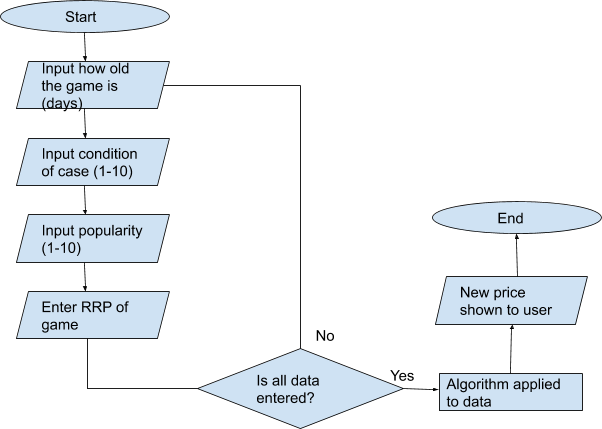 Start
Input how old
the game is
(days)
Input condition
of case (1-10)
Input popularity
(1-10)
Enter RRP of
game
Is all data
entered?
No
Yes
Algorithm applied
to data
New price
shown to user
End